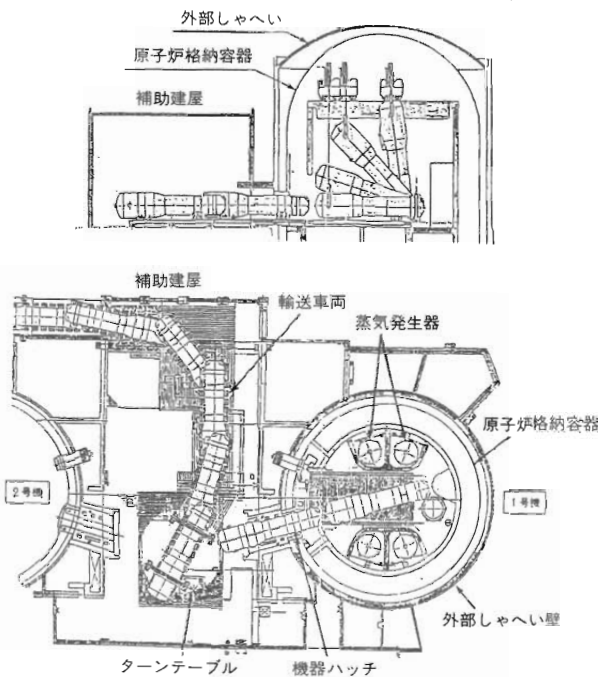 外部しゃへい
原子炉格納容器
補助建屋
補助建屋
輸送車両
蒸気発生器
原子炉格納容器
2号機
1号機
外部しゃへい壁
ターンテーブル
機器ハッチ